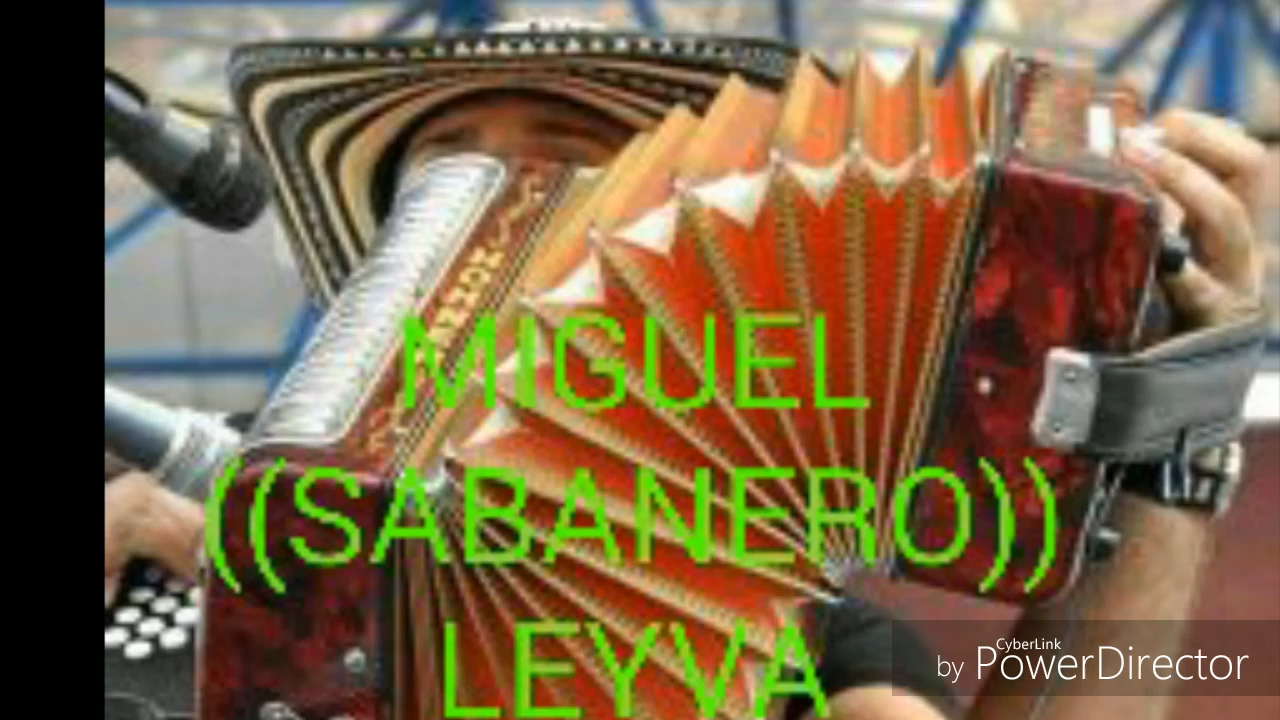 MIGUEL
((SABANERO))
LEYVA
CyberLink
by PowerDirector